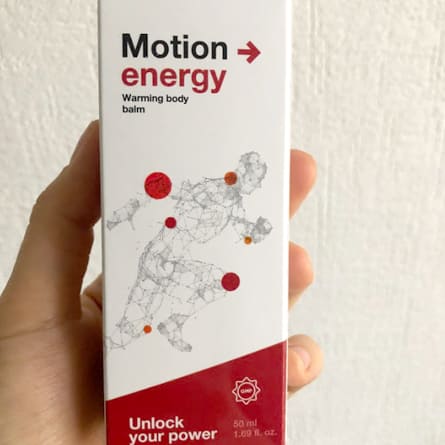 Motion →
energy
Warming body
balm
GMP
Unlock
your power
50 ml
1.69 fl. oz.